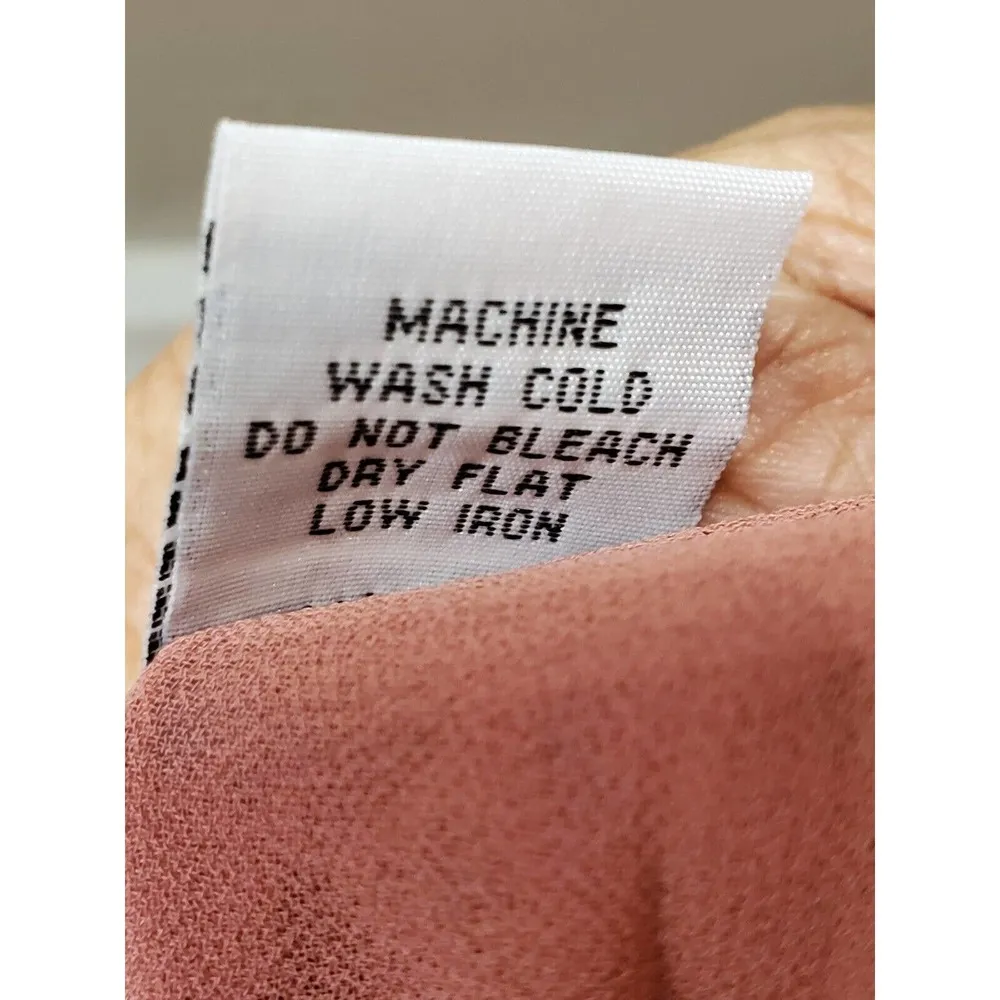 MACHINE
WASH COLD
DO NOT BLEACH
DRY FLAT
LOW IRON